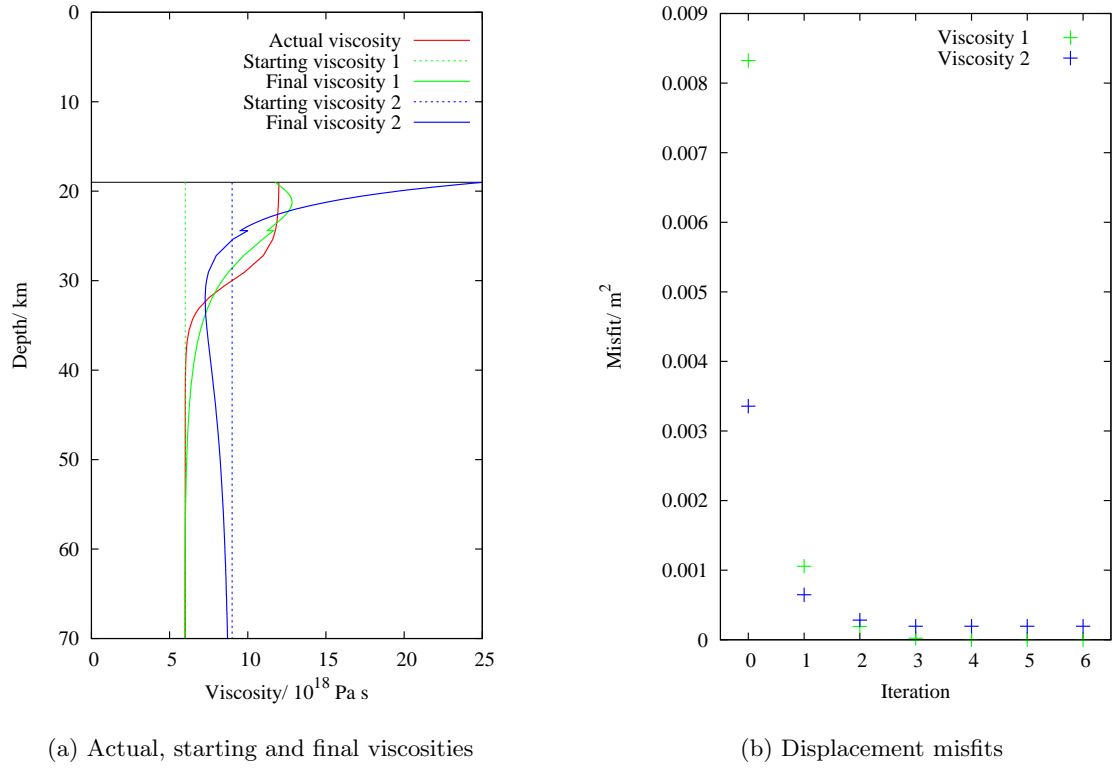 0
10
20
30
40
50
60
70
Depth/ km
Actual viscosity
Starting viscosity 1
Final viscosity 1
Starting viscosity 2
Final viscosity 2
0 5 10 15 20 25
Viscosity/ 10^18 Pa s
(a) Actual, starting and final viscosities
0.009
0.008
0.007
0.006
0.005
0.004
0.003
0.002
0.001
0
Misfit/ m^2
Viscosity 1
Viscosity 2
0 1 2 3 4 5 6
Iteration
(b) Displacement misfits